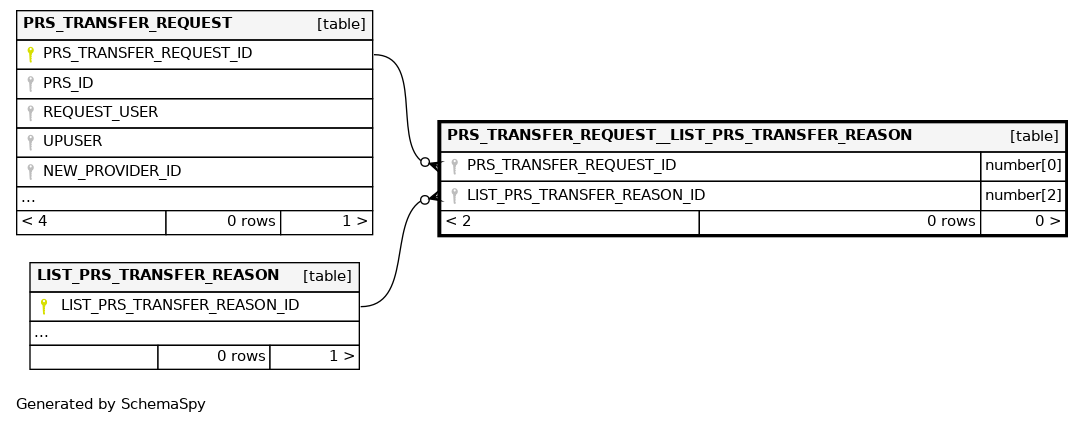 PRS_TRANSFER_REQUEST [table]
PRS_TRANSFER_REQUEST_ID
PRS_ID
REQUEST_USER
UPUSER
NEW_PROVIDER_ID
...
< 4 0 rows 1 >
PRS_TRANSFER_REQUEST__LIST_PRS_TRANSFER_REASON [table]
PRS_TRANSFER_REQUEST_ID number[0]
LIST_PRS_TRANSFER_REASON_ID number[2]
< 2 0 rows 0 >
LIST_PRS_TRANSFER_REASON [table]
LIST_PRS_TRANSFER_REASON_ID
...
0 rows 1 >
Generated by SchemaSpy